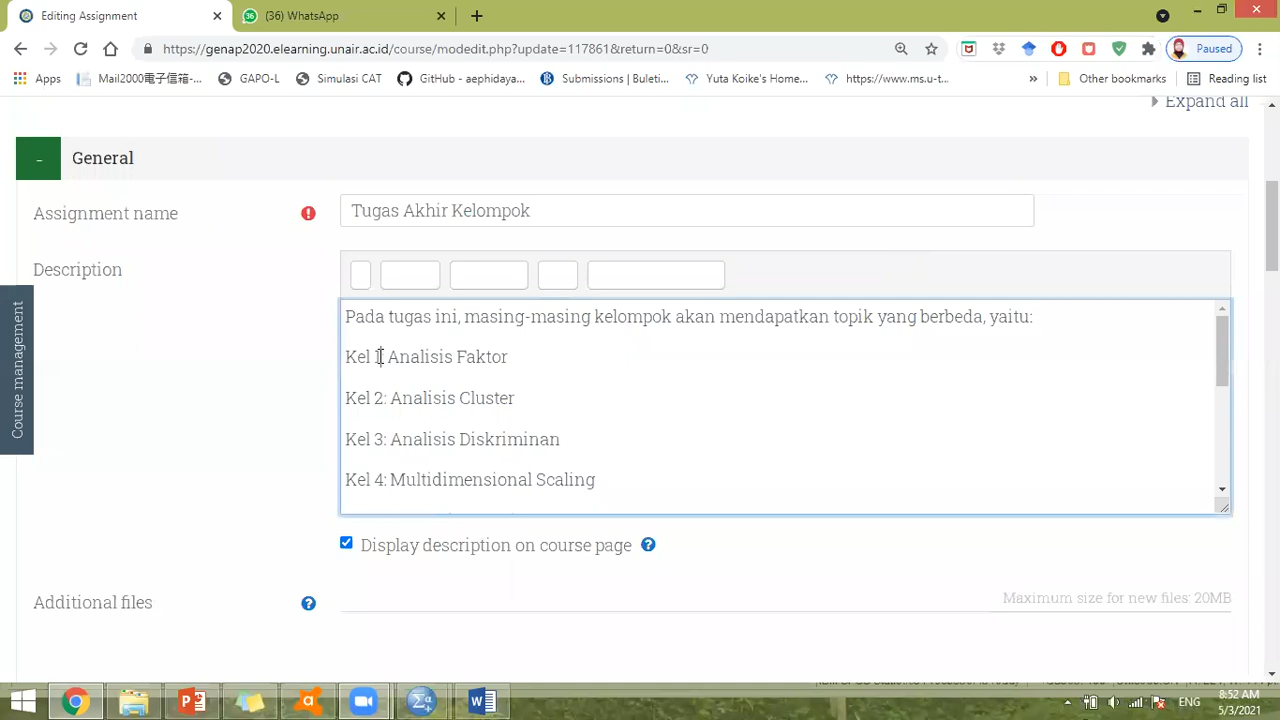 Editing Assignment
(36) WhatsApp
https://genap2020.elearning.unair.ac.id/course/modedit.php?update=117861&return=0&sr=0
Paused
Apps
Mail2000電子信箱-...
GAPO-L
Simulasi CAT
GitHub - aephidaya...
Submissions | Buleti...
Yuta Koike's Home...
https://www.ms.u-t...
»
Other bookmarks
Reading list
Expand all
- General
Assignment name
Tugas Akhir Kelompok
Description
Pada tugas ini, masing-masing kelompok akan mendapatkan topik yang berbeda, yaitu:
Kel 1: Analisis Faktor
Kel 2: Analisis Cluster
Kel 3: Analisis Diskriminan
Kel 4: Multidimensional Scaling
Course management
Display description on course page
Additional files
Maximum size for new files: 20MB
ENG
8:52 AM
5/3/2021